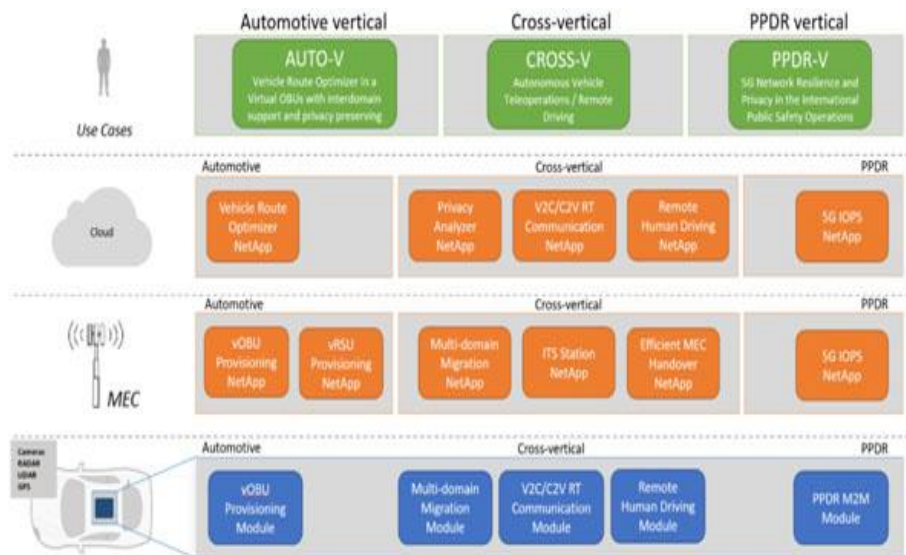 Automotive vertical
Cross-vertical
PPDR vertical
AUTO-V
Vehicle Route Optimizer in a
Virtual OBUs with interdomain
support and privacy preserving
CROSS-V
Autonomous Vehicle
Teleoperations / Remote
Driving
PPDR-V
5G Network Resilience and
Privacy in the International
Public Safety Operations
Use Cases
Automotive
Cross-vertical
PPDR
Cloud
Vehicle Route
Optimizer
NetApp
Privacy
Analyzer
NetApp
V2C/C2V RT
Communication
NetApp
Remote
Human Driving
NetApp
5G IOPS
NetApp
Automotive
Cross-vertical
PPDR
MEC
vOBU
Provisioning
NetApp
vRSU
Provisioning
NetApp
Multi-domain
Migration
NetApp
ITS Station
NetApp
Efficient MEC
Handover
NetApp
5G IOPS
NetApp
Automotive
Cross-vertical
PPDR
Cameras
RADAR
LIDAR
GPS
vOBU
Provisioning
Module
Multi-domain
Migration
Module
V2C/C2V RT
Communication
Module
Remote
Human Driving
Module
PPDR M2M
Module